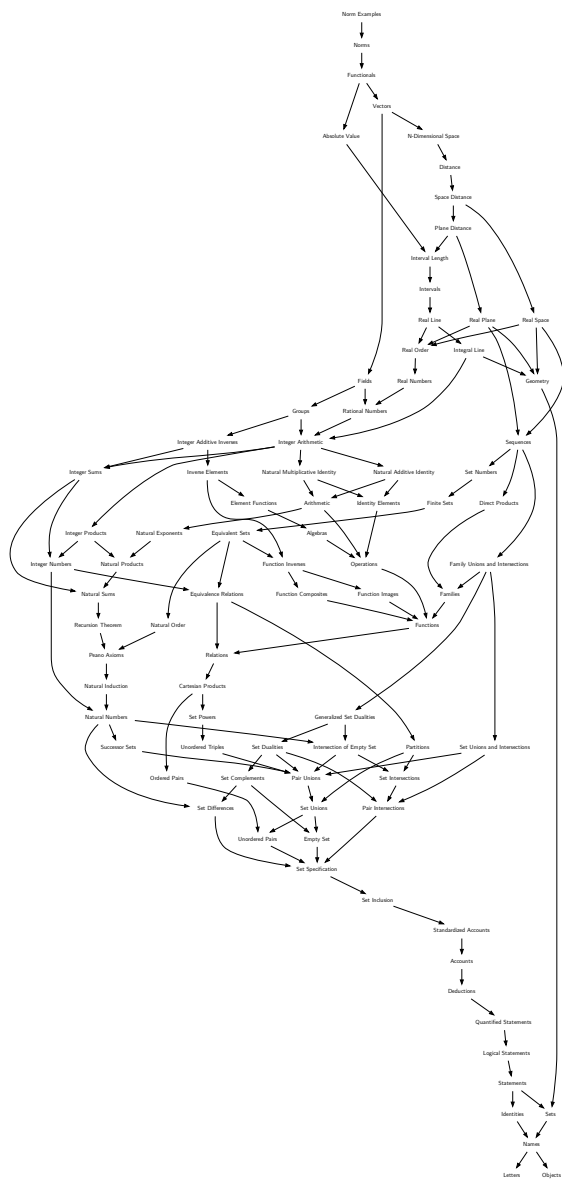 Norm Examples
Norms
Functionals
Vectors
Absolute Value
N-Dimensional Space
Distance
Space Distance
Plane Distance
Interval Length
Intervals
Real Line
Real Plane
Real Space
Real Order
Integral Line
Fields
Real Numbers
Geometry
Groups
Rational Numbers
Integer Additive Inverses
Integer Arithmetic
Sequences
Integer Sums
Inverse Elements
Natural Multiplicative Identity
Natural Additive Identity
Set Numbers
Element Functions
Arithmetic
Identity Elements
Finite Sets
Direct Products
Integer Products
Natural Exponents
Equivalent Sets
Algebras
Integer Numbers
Natural Products
Function Inverses
Operations
Family Unions and Intersections
Natural Sums
Equivalence Relations
Function Composites
Function Images
Families
Recursion Theorem
Natural Order
Functions
Peano Axioms
Relations
Natural Induction
Cartesian Products
Natural Numbers
Set Powers
Generalized Set Dualities
Successor Sets
Unordered Triples
Set Dualities
Intersection of Empty Set
Partitions
Set Unions and Intersections
Ordered Pairs
Set Complements
Pair Unions
Set Intersections
Set Differences
Set Unions
Pair Intersections
Unordered Pairs
Empty Set
Set Specification
Set Inclusion
Standardized Accounts
Accounts
Deductions
Quantified Statements
Logical Statements
Statements
Identities
Sets
Names
Letters
Objects